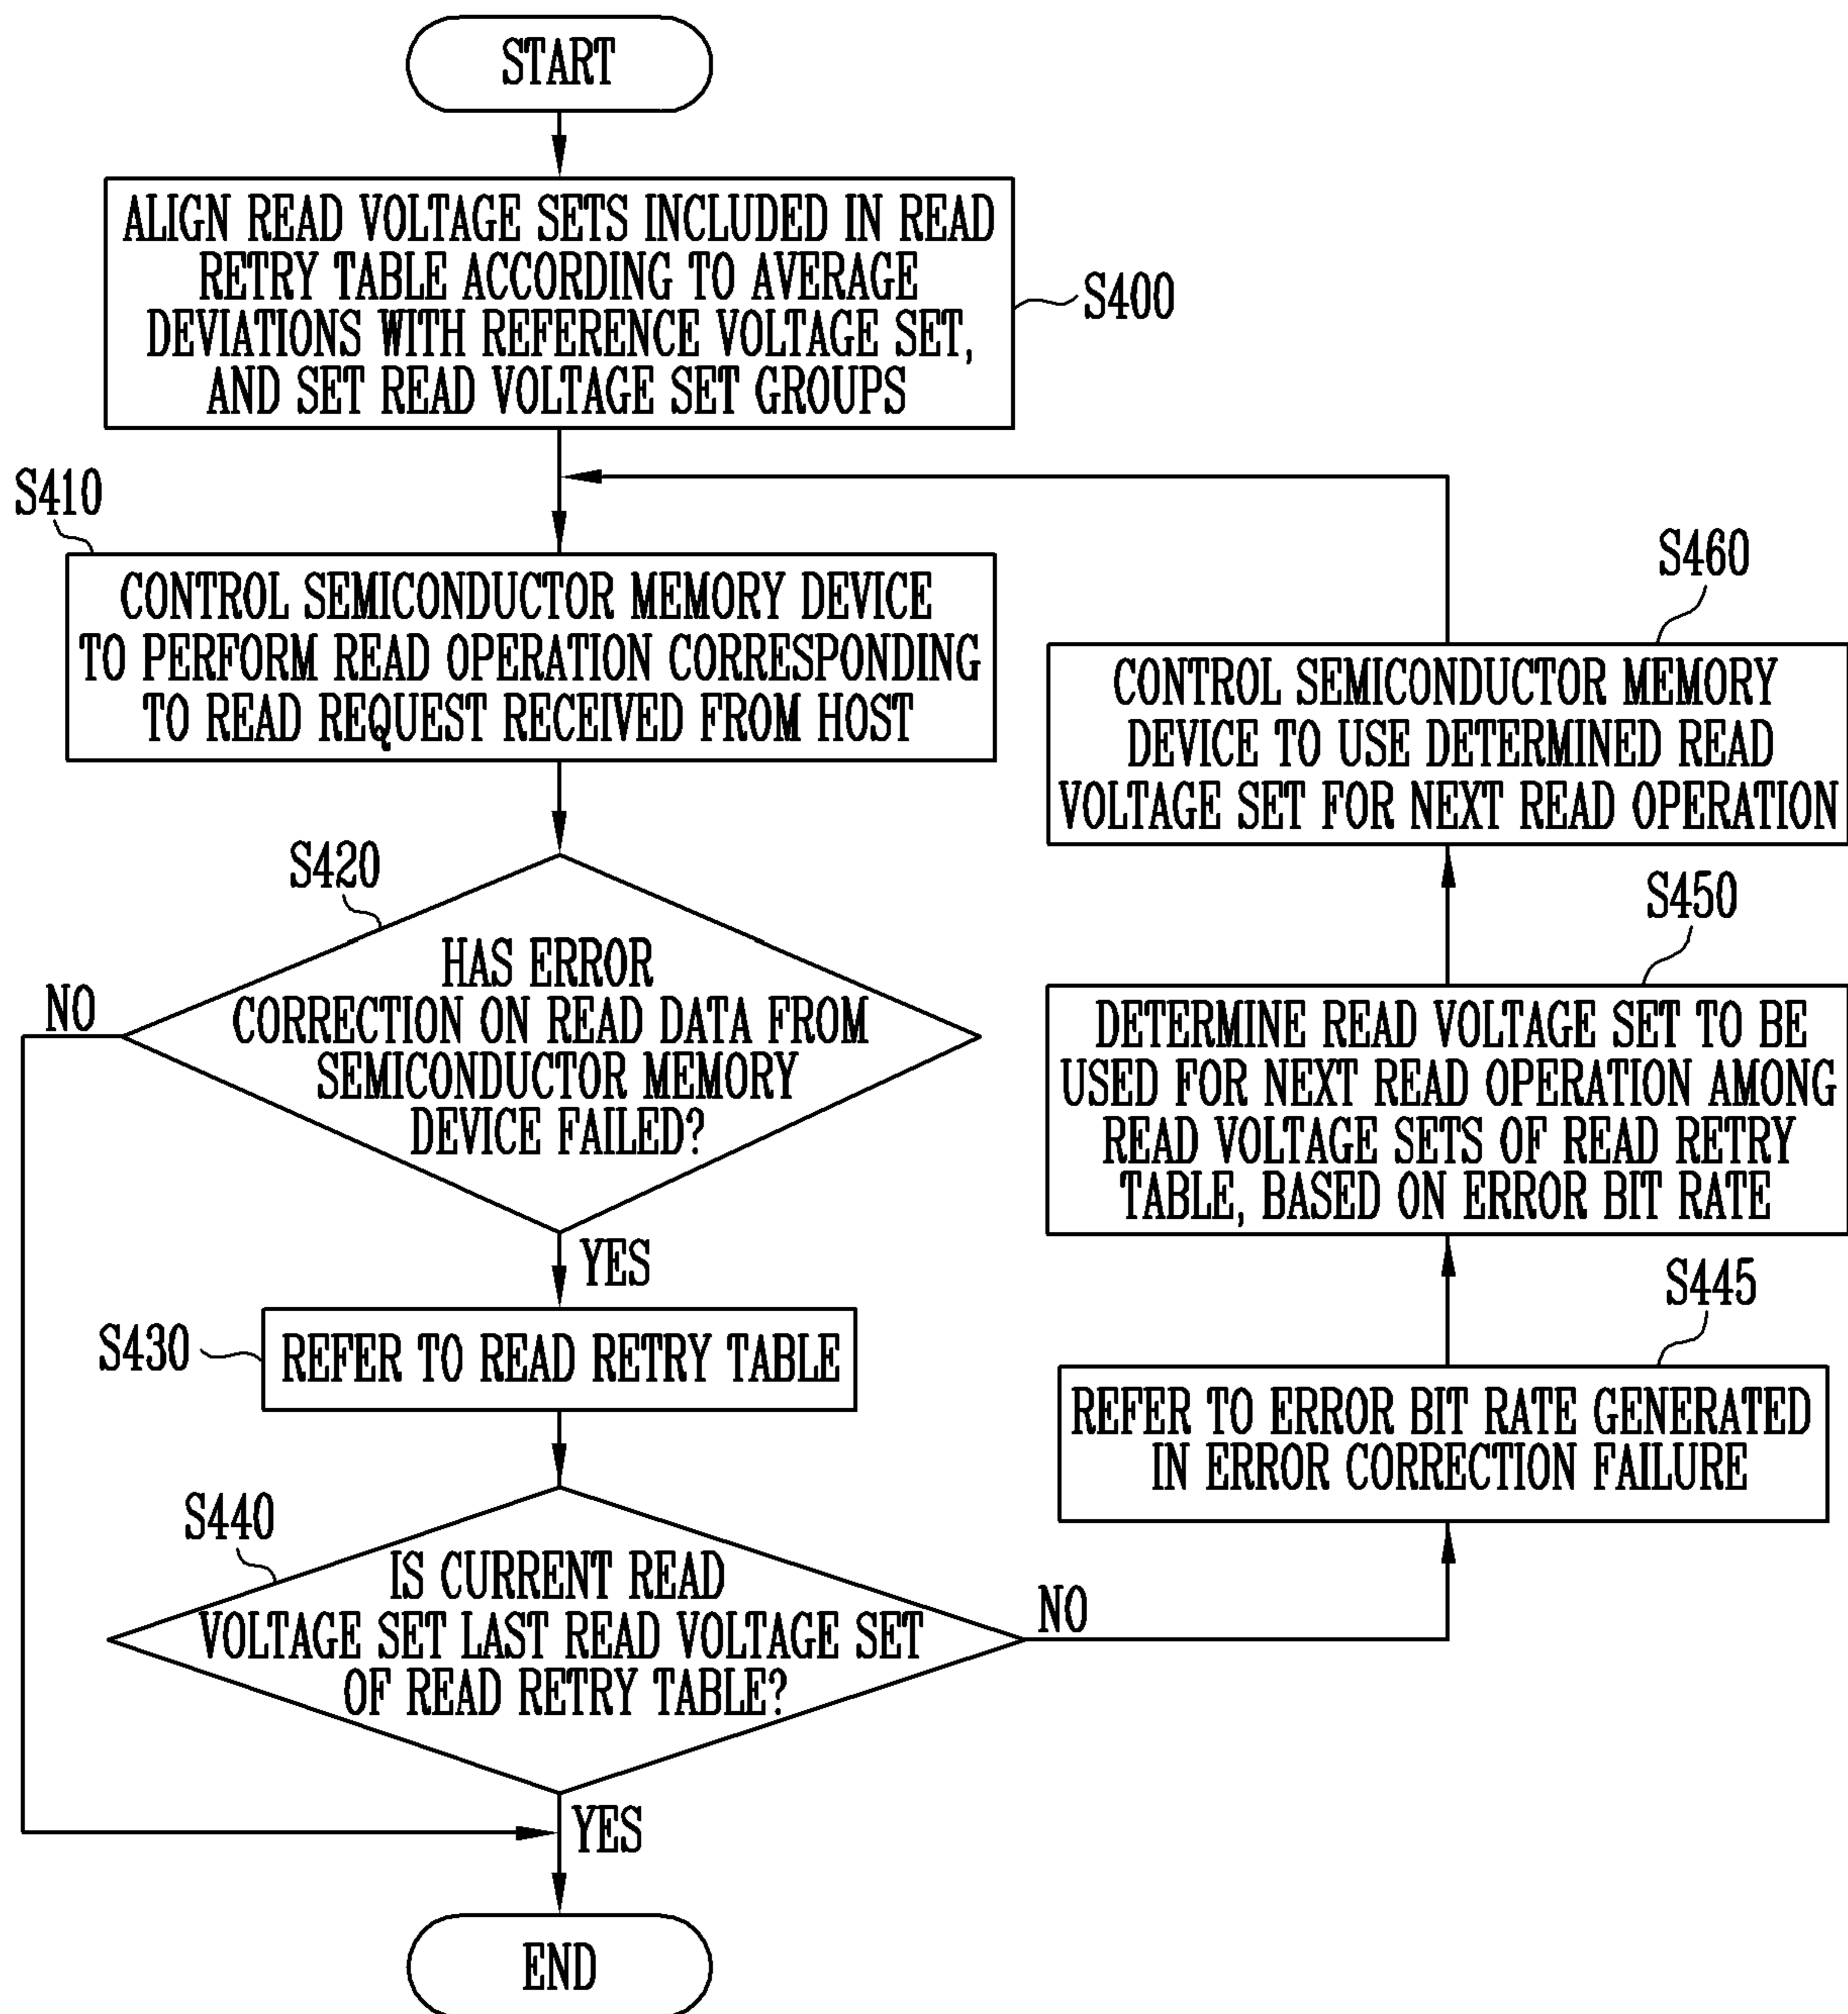 START
ALIGN READ VOLTAGE SETS INCLUDED IN READ
RETRY TABLE ACCORDING TO AVERAGE
DEVIATIONS WITH REFERENCE VOLTAGE SET,
AND SET READ VOLTAGE SET GROUPS
S400
S410
CONTROL SEMICONDUCTOR MEMORY DEVICE
TO PERFORM READ OPERATION CORRESPONDING
TO READ REQUEST RECEIVED FROM HOST
S420
HAS ERROR
CORRECTION ON READ DATA FROM
SEMICONDUCTOR MEMORY
DEVICE FAILED?
NO
YES
S430
REFER TO READ RETRY TABLE
S440
IS CURRENT READ
VOLTAGE SET LAST READ VOLTAGE SET
OF READ RETRY TABLE?
NO
YES
S445
REFER TO ERROR BIT RATE GENERATED
IN ERROR CORRECTION FAILURE
S450
DETERMINE READ VOLTAGE SET TO BE
USED FOR NEXT READ OPERATION AMONG
READ VOLTAGE SETS OF READ RETRY
TABLE, BASED ON ERROR BIT RATE
S460
CONTROL SEMICONDUCTOR MEMORY
DEVICE TO USE DETERMINED READ
VOLTAGE SET FOR NEXT READ OPERATION
END